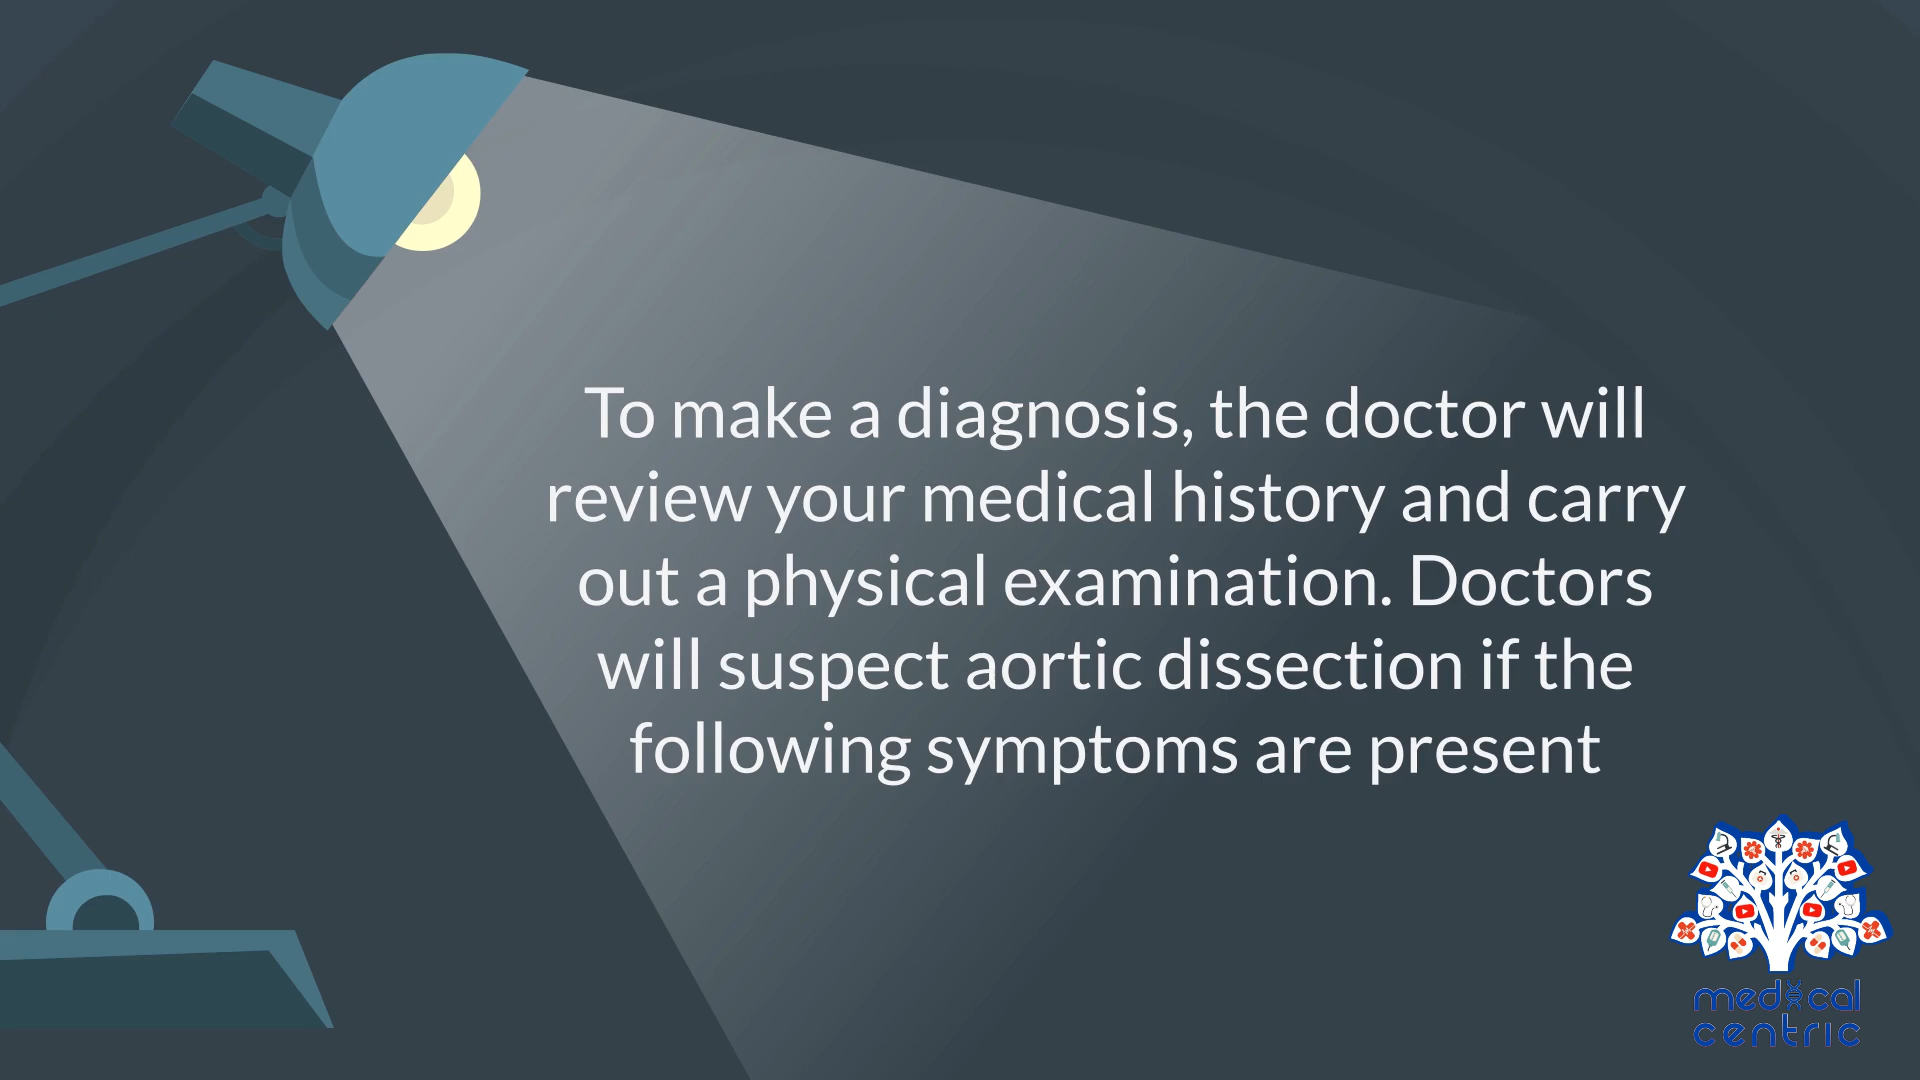 To make a diagnosis, the doctor will
review your medical history and carry
out a physical examination. Doctors
will suspect aortic dissection if the
following symptoms are present
medical
centric